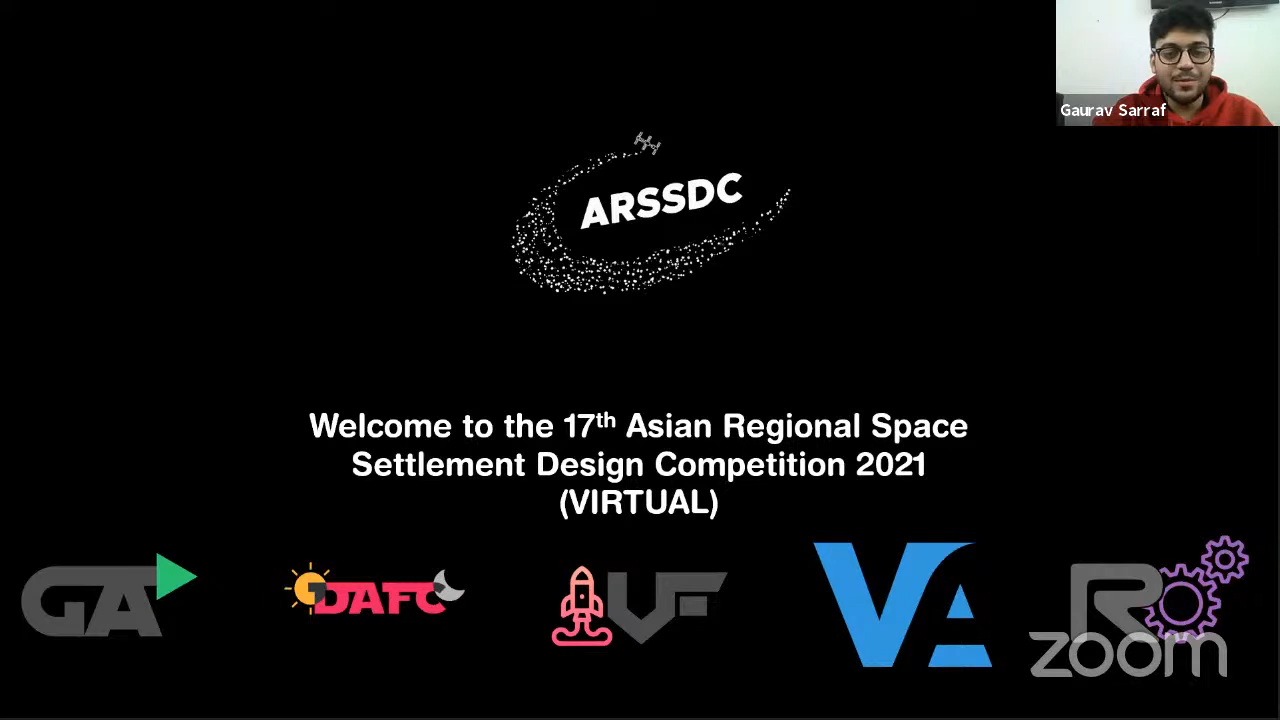 Gaurav Sarraf
ARSSDC
Welcome to the 17th Asian Regional Space
Settlement Design Competition 2021
(VIRTUAL)
GA
DAFC
VF
VA
R
zoom